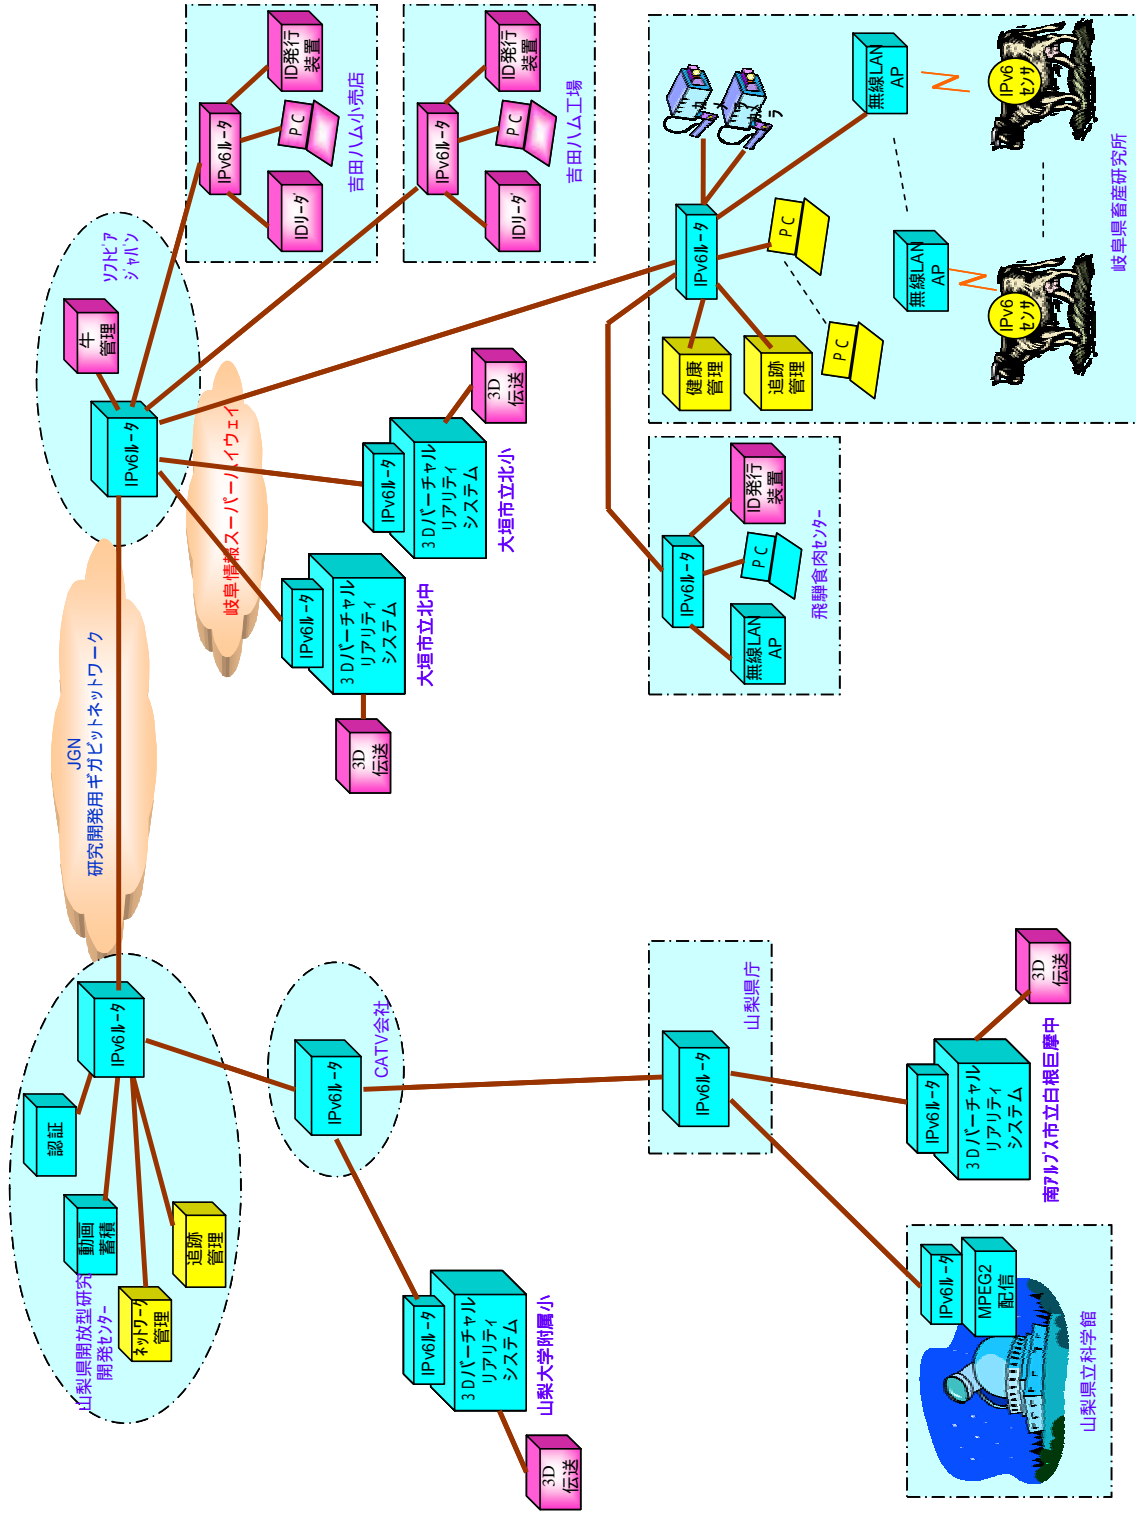 山梨県開放型研究
開発センター
認証
動画
蓄積
ネットワーク
管理
追跡
管理
IPv6ルータ
JGN
研究開発用ギガビットネットワーク
ソフトピア
ジャパン
牛
管理
IPv6ルータ
岐阜情報スーパーハイウェイ
CATV会社
IPv6ルータ
IPv6ルータ
3Dバーチャル
リアリティ
システム
山梨大学附属小
3D
伝送
IPv6ルータ
3Dバーチャル
リアリティ
システム
大垣市立北中
3D
伝送
IPv6ルータ
3Dバーチャル
リアリティ
システム
大垣市立北小
3D
伝送
IPv6ルータ
IDリーダ
PC
ID発行
装置
吉田ハム小売店
IPv6ルータ
IDリーダ
PC
ID発行
装置
吉田ハム工場
山梨県庁
IPv6ルータ
IPv6ルータ
MPEG2
配信
山梨県立科学館
IPv6ルータ
3Dバーチャル
リアリティ
システム
南アルプス市立白根巨摩中
3D
伝送
IPv6ルータ
無線LAN
AP
PC
ID発行
装置
飛騨食肉センター
IPv6ルータ
健康
管理
追跡
管理
PC
PC
ラ
無線LAN
AP
無線LAN
AP
IPv6
センサ
IPv6
センサ
岐阜県畜産研究所